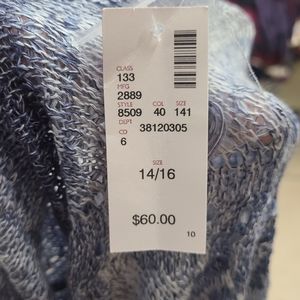 CLASS
133
MFG
2889
STYLE COL SIZE
8509 40 141
DEPT
38120305
CD
6
SIZE
14/16
$60.00
10